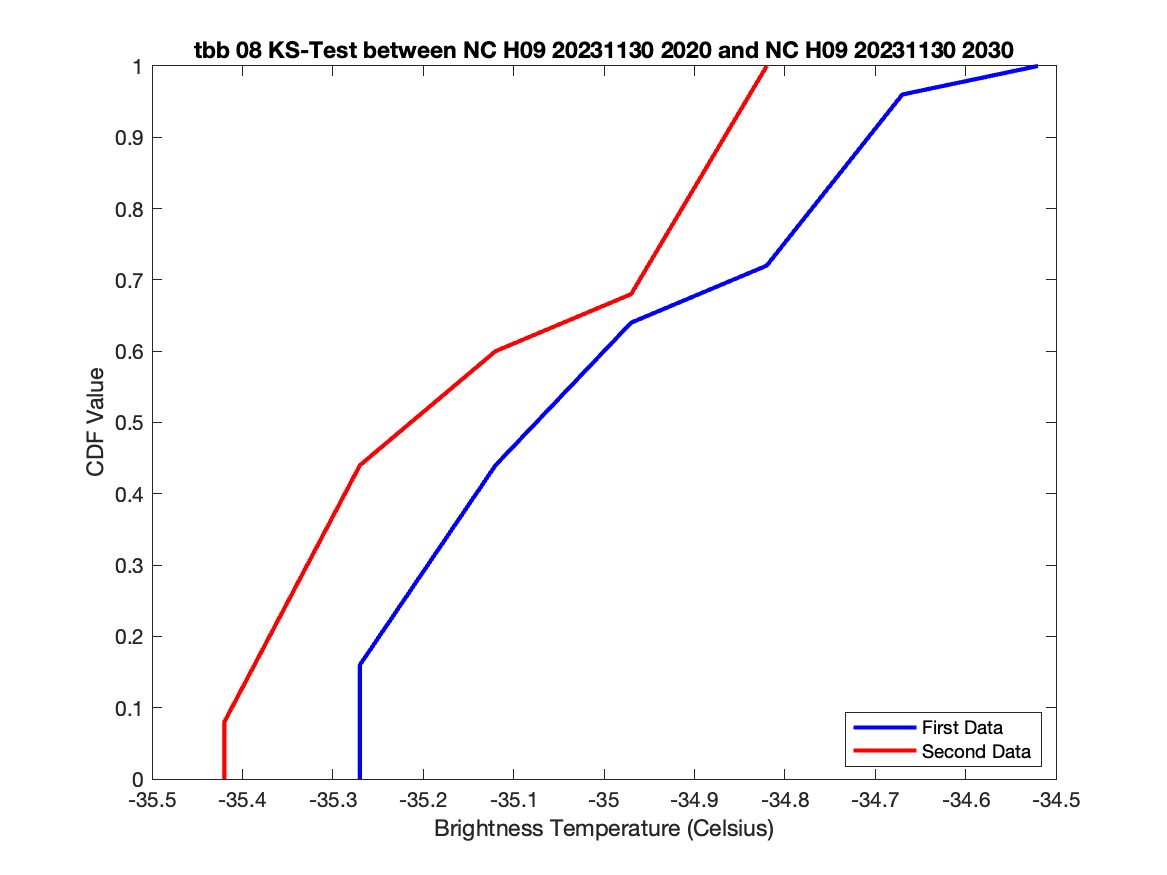 tbb 08 KS-Test between NC H09 20231130 2020 and NC H09 20231130 2030
1
0.9
0.8
0.7
0.6
0.5
0.4
0.3
0.2
0.1
0
CDF Value
First Data
Second Data
-35.5 -35.4 -35.3 -35.2 -35.1 -35 -34.9 -34.8 -34.7 -34.6 -34.5
Brightness Temperature (Celsius)